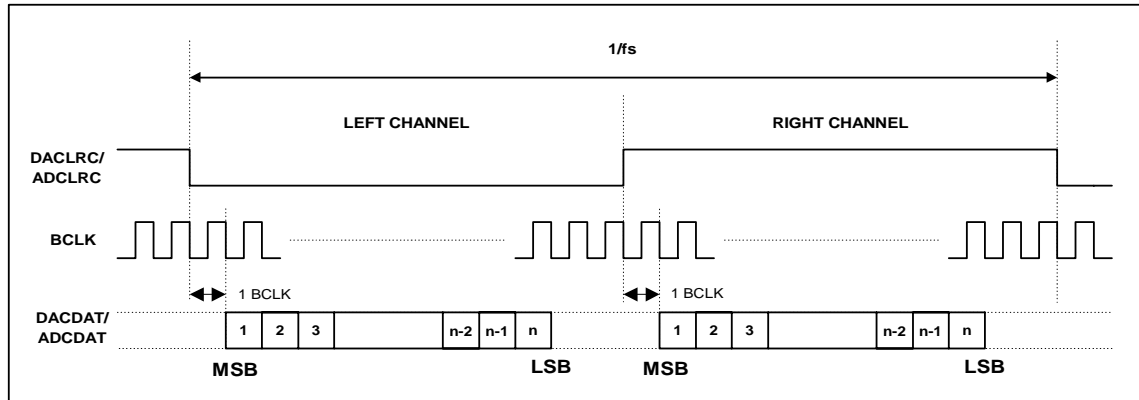 1/fs
LEFT CHANNEL
RIGHT CHANNEL
DACLRC/
ADCLRC
BCLK
1 BCLK
1 BCLK
DACDAT/
ADCDAT
1 2 3 n-2 n-1 n
1 2 3 n-2 n-1 n
MSB
LSB
MSB
LSB